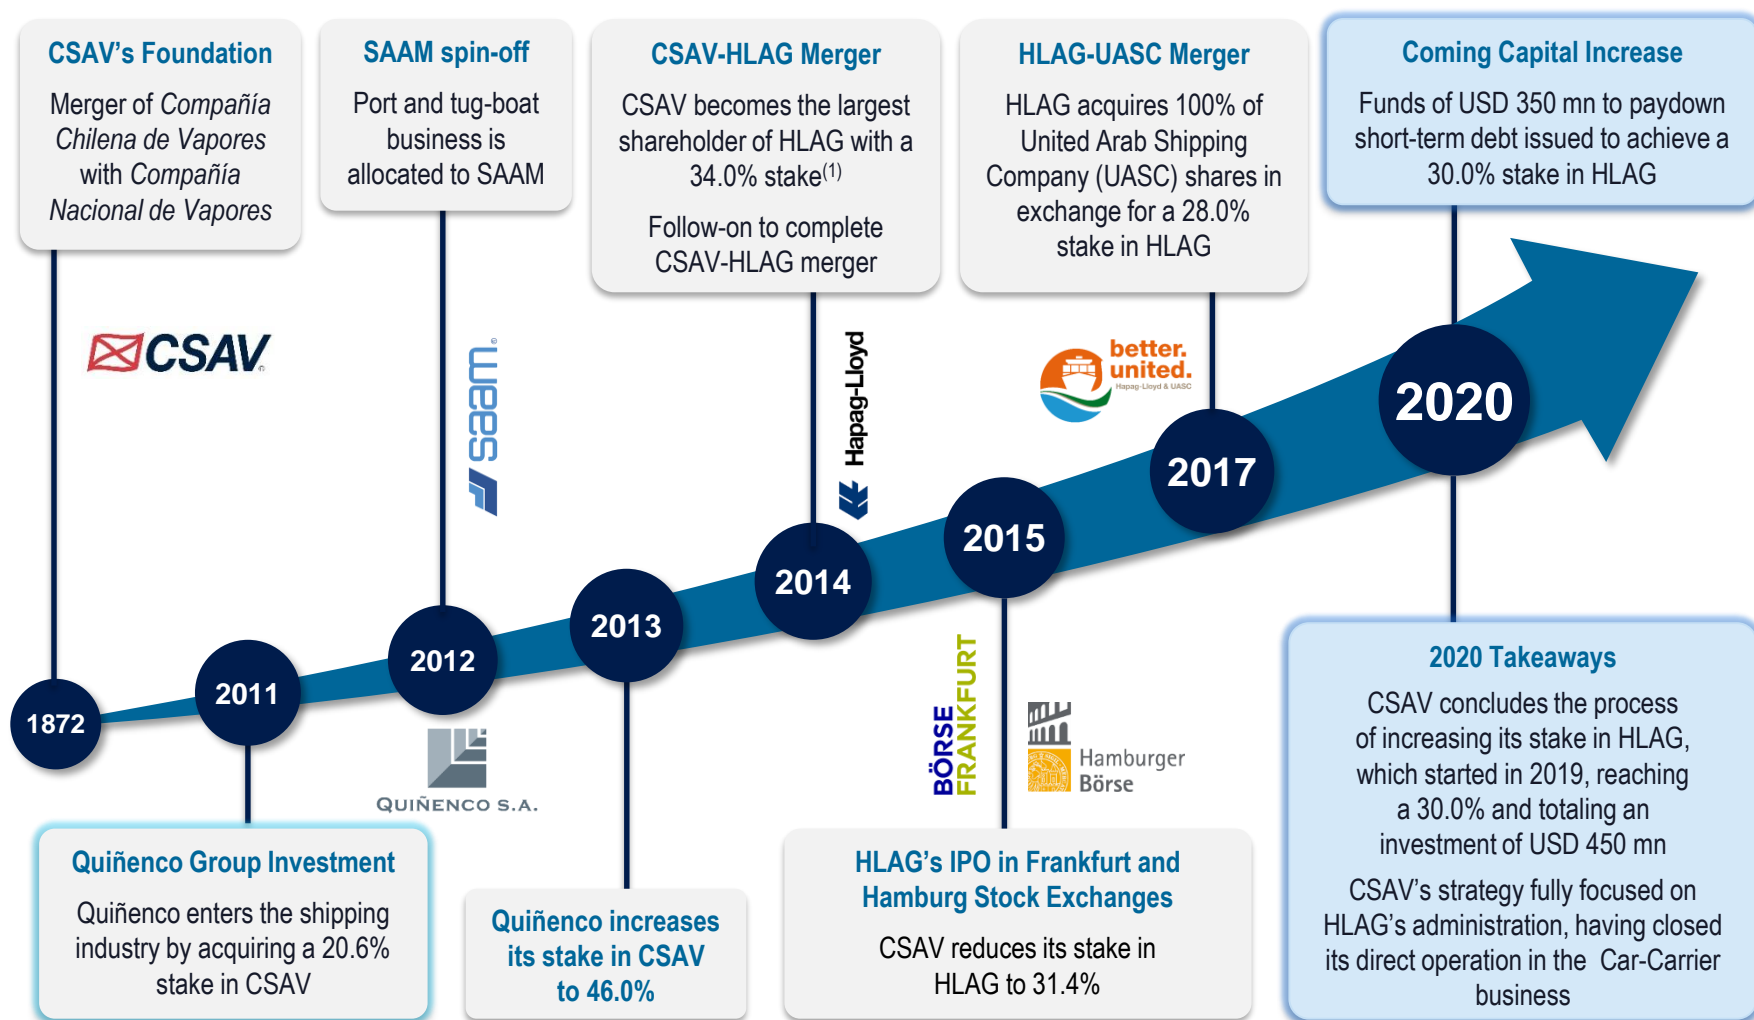 CSAV's Foundation
Merger of Compañía
Chilena de Vapores
with Compañía
Nacional de Vapores
SAAM spin-off
Port and tug-boat
business is
allocated to SAAM
CSAV-HLAG Merger
CSAV becomes the largest
shareholder of HLAG with a
34.0% stake(1)
Follow-on to complete
CSAV-HLAG merger
HLAG-UASC Merger
HLAG acquires 100% of
United Arab Shipping
Company (UASC) shares in
exchange for a 28.0%
stake in HLAG
Coming Capital Increase
Funds of USD 350 mn to paydown
short-term debt issued to achieve a
30.0% stake in HLAG
CSAV
saam®
Hapag-Lloyd
better.
united.
Hapag-Lloyd & UASC
1872
2011
2012
2013
2014
2015
2017
2020
QUIÑENCO S.A.
BÖRSE
FRANKFURT
Hamburger
Börse
Quiñenco Group Investment
Quiñenco enters the shipping
industry by acquiring a 20.6%
stake in CSAV
Quiñenco increases
its stake in CSAV
to 46.0%
HLAG's IPO in Frankfurt and
Hamburg Stock Exchanges
CSAV reduces its stake in
HLAG to 31.4%
2020 Takeaways
CSAV concludes the process
of increasing its stake in HLAG,
which started in 2019, reaching
a 30.0% and totaling an
investment of USD 450 mn
CSAV's strategy fully focused on
HLAG's administration, having closed
its direct operation in the Car-Carrier
business